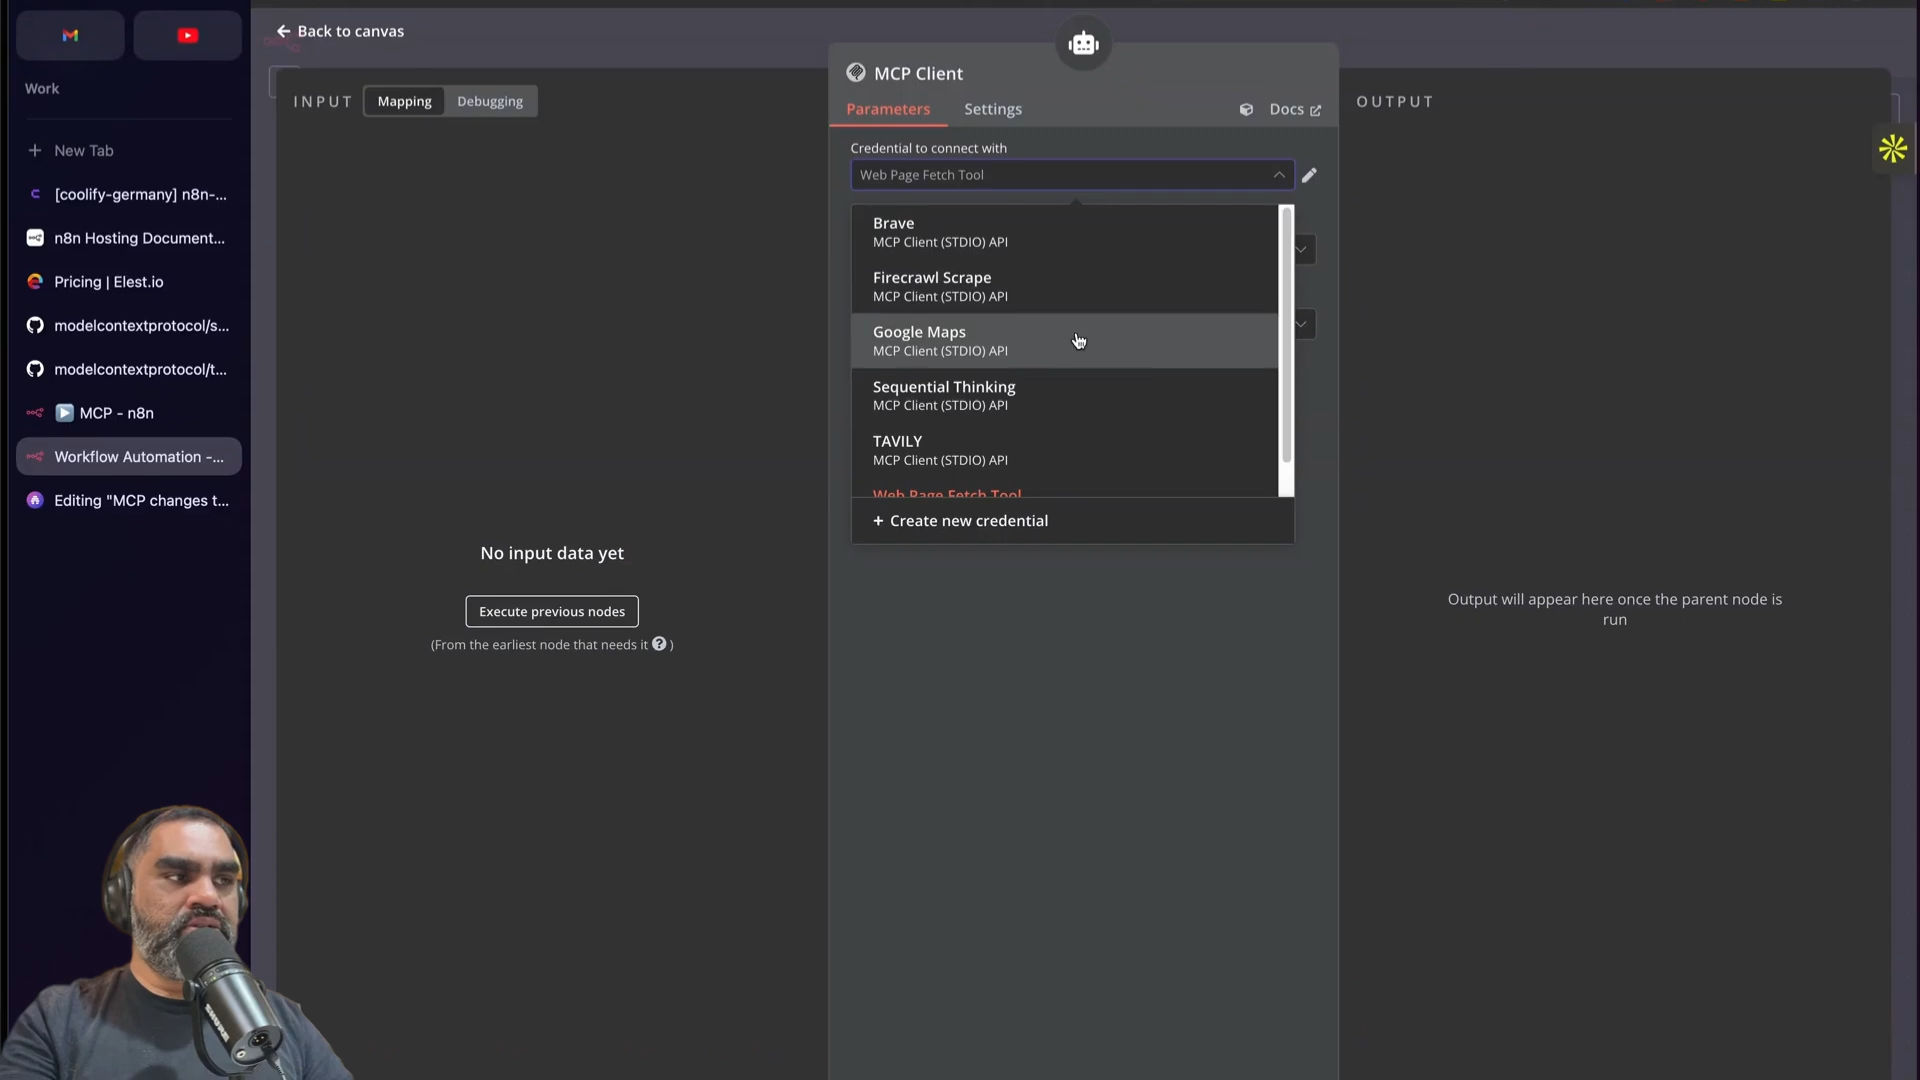 Back to canvas
Work
New Tab
[coolify-germany] n8n-...
n8n Hosting Document...
Pricing | Elest.io
modelcontextprotocol/s...
modelcontextprotocol/t...
MCP - n8n
Workflow Automation -...
Editing "MCP changes t...
INPUT
Mapping
Debugging
No input data yet
Execute previous nodes
(From the earliest node that needs it ? )
MCP Client
Parameters
Settings
Docs
Credential to connect with
Web Page Fetch Tool
Brave
MCP Client (STDIO) API
Firecrawl Scrape
MCP Client (STDIO) API
Google Maps
MCP Client (STDIO) API
Sequential Thinking
MCP Client (STDIO) API
TAVILY
MCP Client (STDIO) API
Web Page Fetch Tool
+ Create new credential
OUTPUT
Output will appear here once the parent node is
run
SHURE